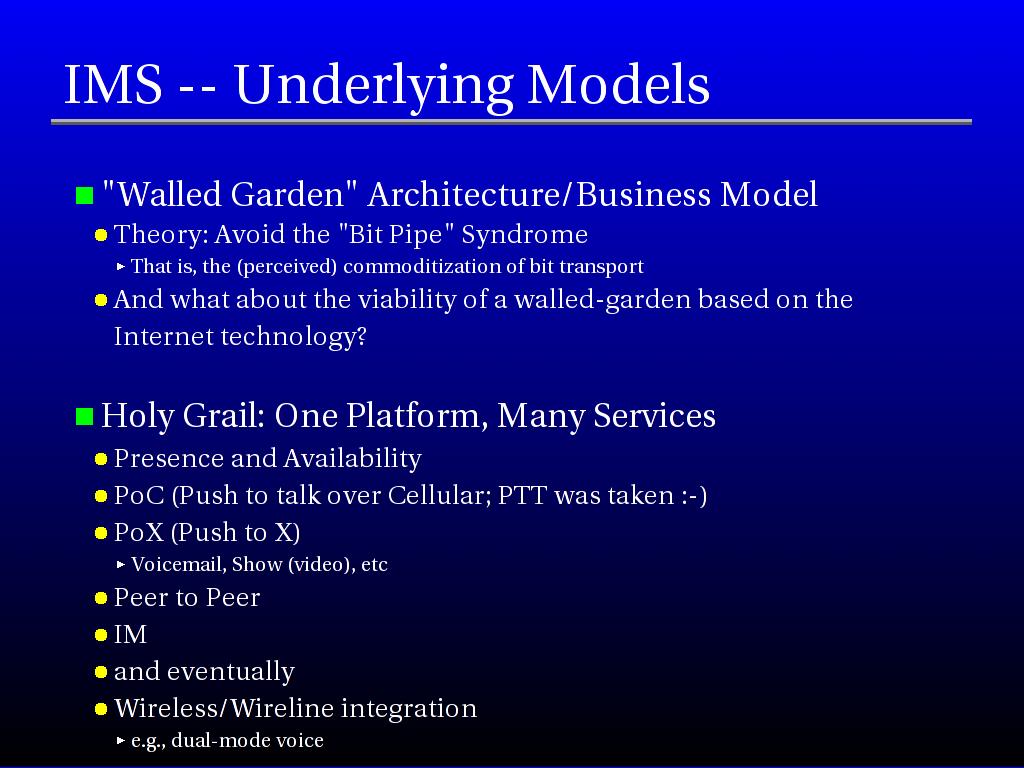 IMS -- Underlying Models
"Walled Garden" Architecture/Business Model
Theory: Avoid the "Bit Pipe" Syndrome
That is, the (perceived) commoditization of bit transport
And what about the viability of a walled-garden based on the
Internet technology?
Holy Grail: One Platform, Many Services
Presence and Availability
PoC (Push to talk over Cellular; PTT was taken :-)
PoX (Push to X)
Voicemail, Show (video), etc
Peer to Peer
IM
and eventually
Wireless/Wireline integration
e.g., dual-mode voice